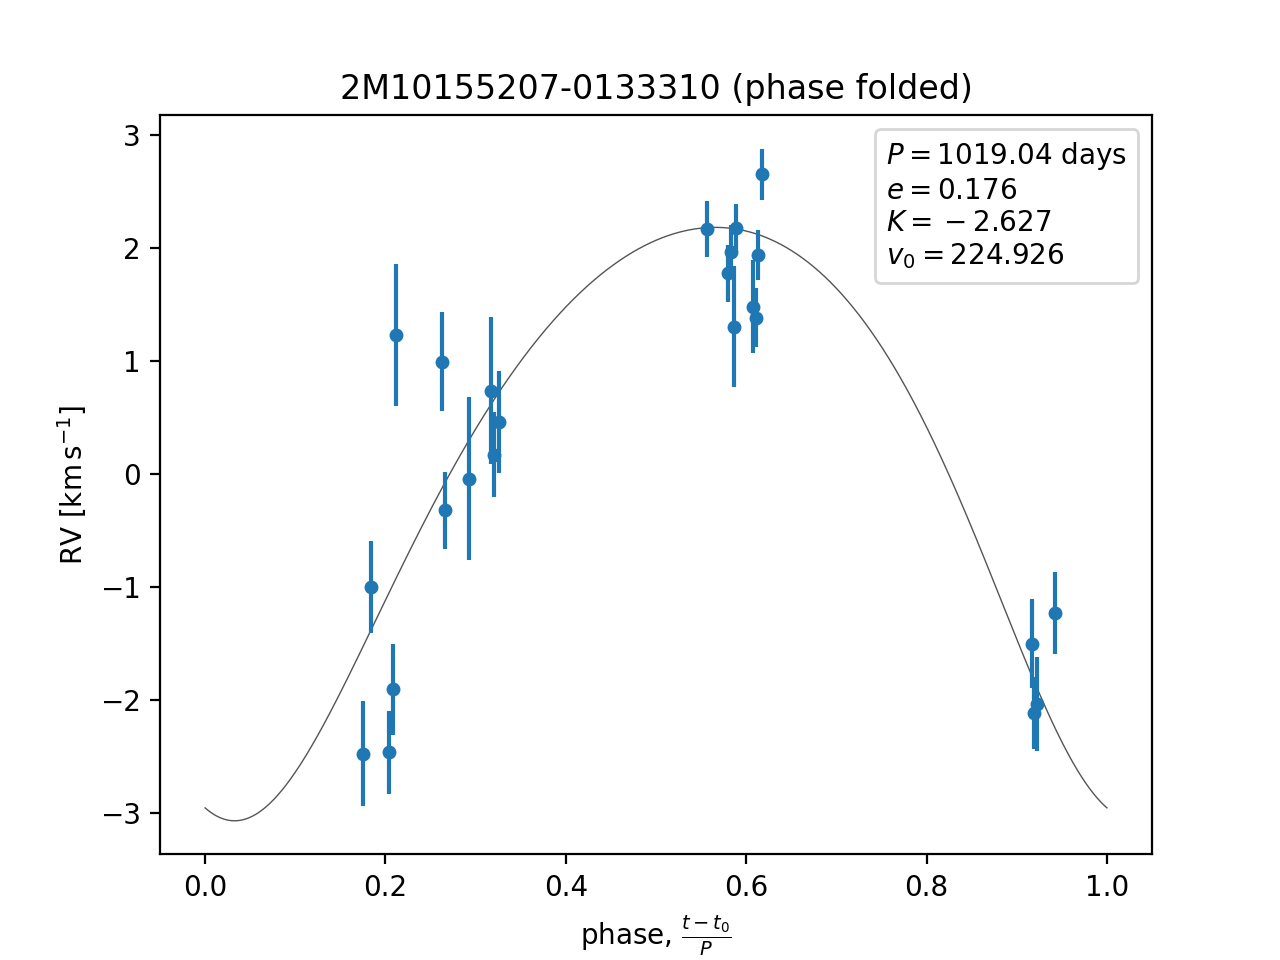 2M10155207-0133310 (phase folded)
P = 1019.04 days
e = 0.176
K = −2.627
v₀ = 224.926
3
2
1
0
−1
−2
−3
RV [km s⁻¹]
0.0 0.2 0.4 0.6 0.8 1.0
phase, (t − t₀)/P